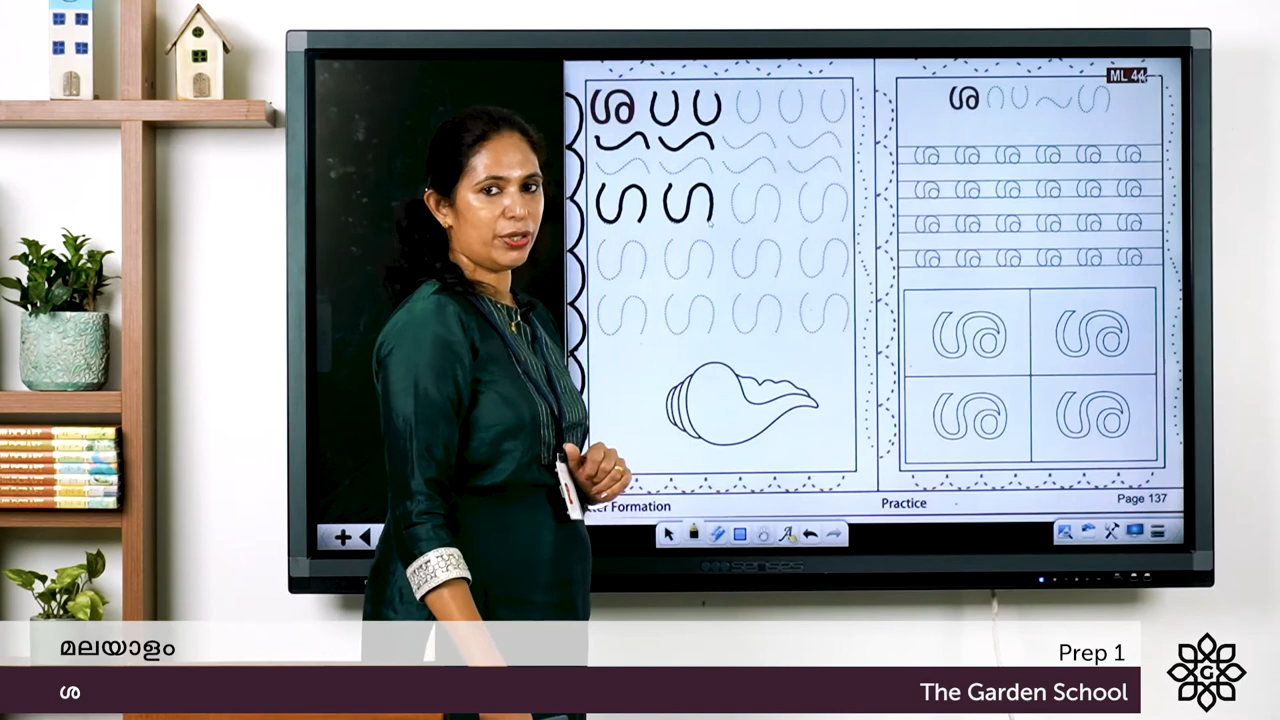 ML 44
ശ
ശ
ശ ശ ശ ശ ശ ശ
ശ ശ ശ ശ ശ ശ
ശ ശ ശ ശ ശ ശ
ശ ശ ശ ശ ശ ശ
ശ ശ
ശ ശ
Formation
Practice
Page 137
മലയാളം
Prep 1
ശ
The Garden School
G